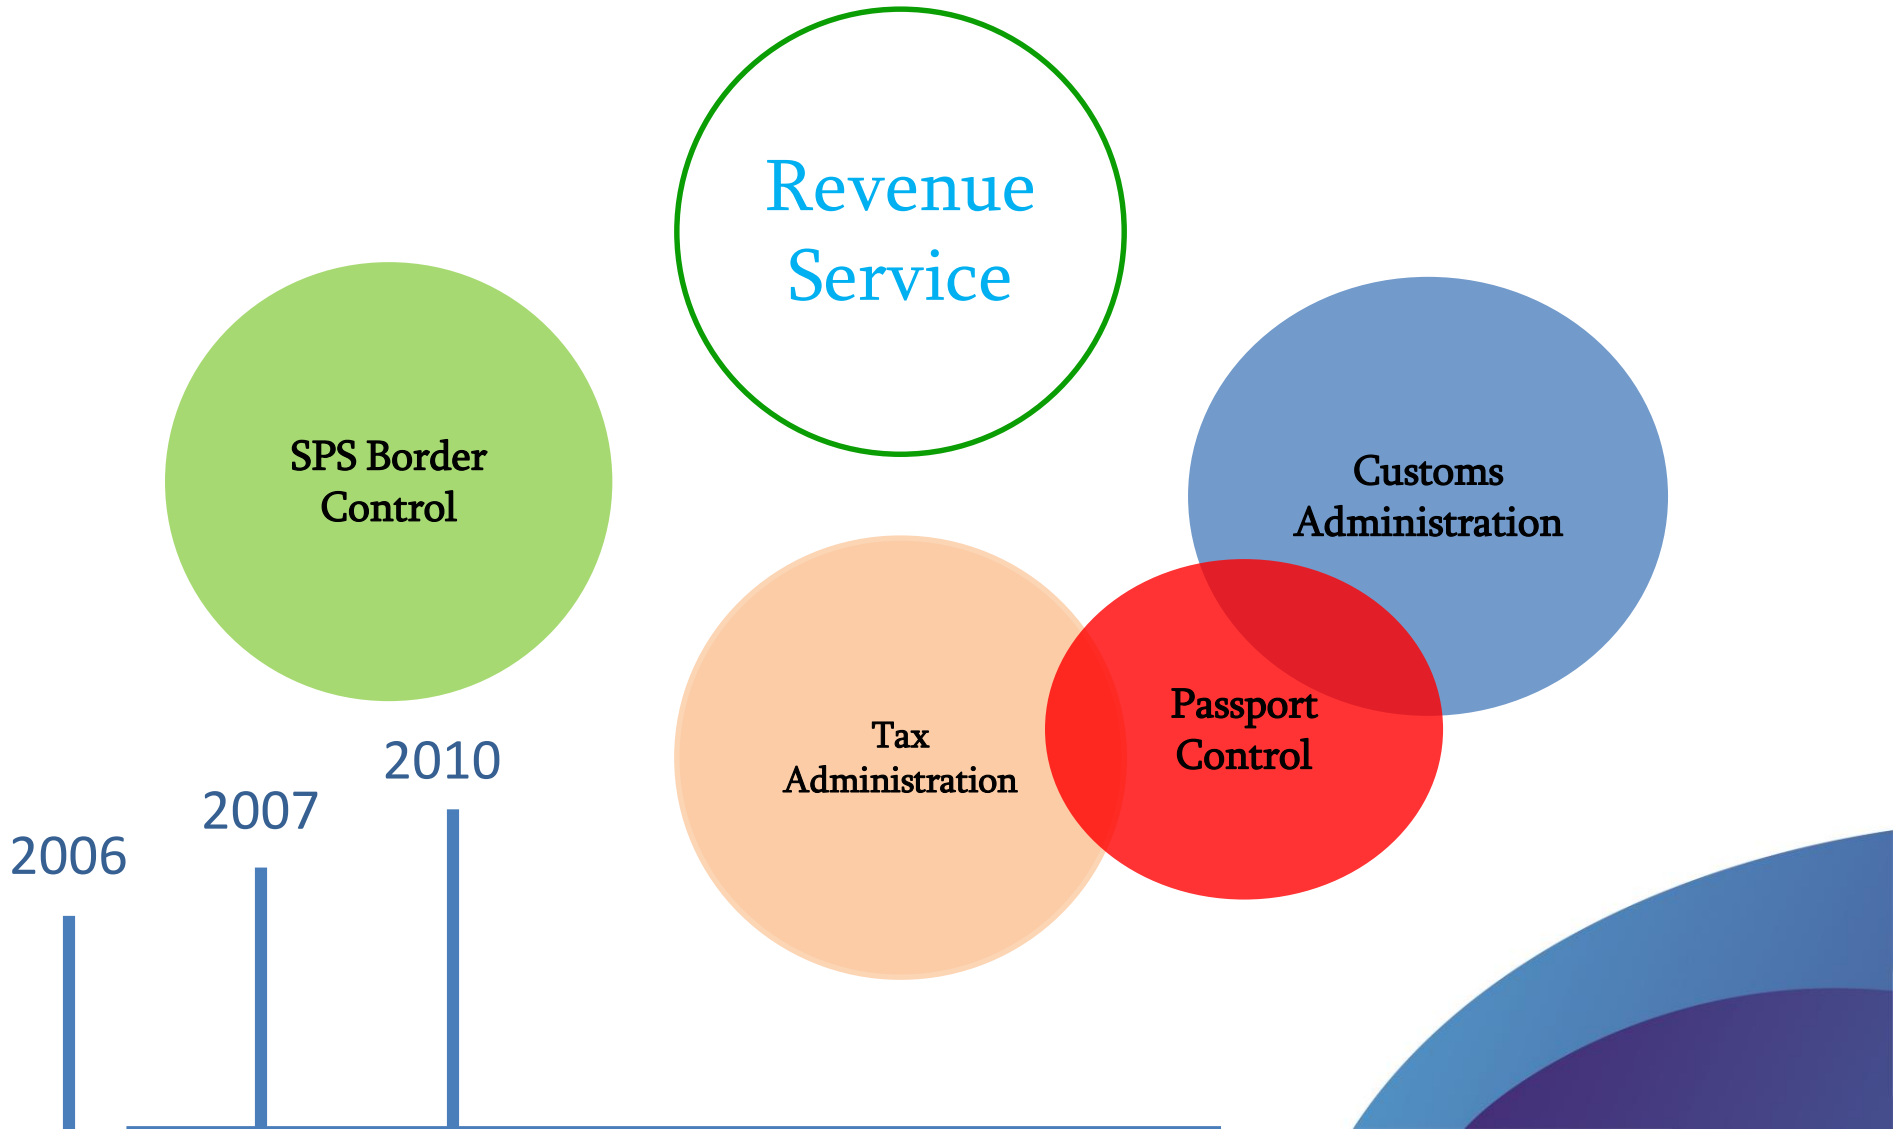 Revenue
Service
SPS Border
Control
Customs
Administration
Passport
Control
Tax
Administration
2010
2007
2006